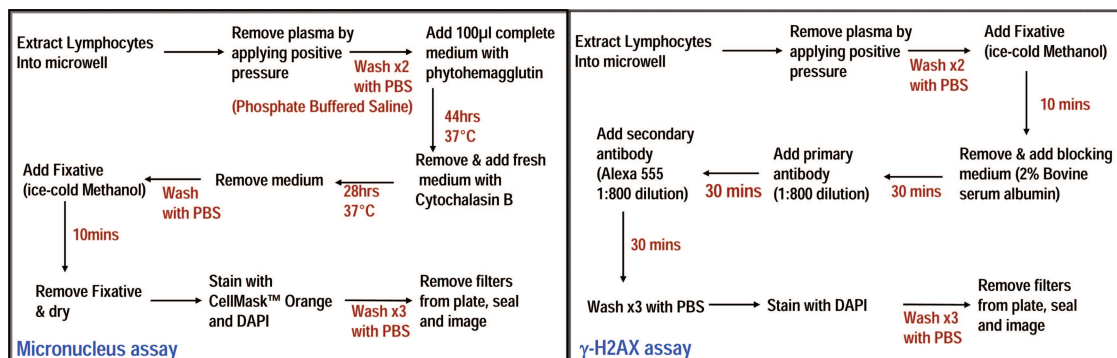 Extract Lymphocytes
Into microwell
Remove plasma by
applying positive
pressure
Wash x2
with PBS
(Phosphate Buffered Saline)
Add 100µl complete
medium with
phytohemagglutin
44hrs
37°C
Remove & add fresh
medium with
Cytochalasin B
28hrs
37°C
Remove medium
Wash
with PBS
Add Fixative
(ice-cold Methanol)
10mins
Remove Fixative
& dry
Stain with
CellMask™ Orange
and DAPI
Wash x3
with PBS
Remove filters
from plate, seal
and image
Micronucleus assay
Extract Lymphocytes
Into microwell
Remove plasma by
applying positive
pressure
Wash x2
with PBS
Add Fixative
(ice-cold Methanol)
10 mins
Remove & add blocking
medium (2% Bovine
serum albumin)
30 mins
Add primary
antibody
(1:800 dilution)
30 mins
Add secondary
antibody
(Alexa 555
1:800 dilution)
30 mins
Wash x3 with PBS
Stain with DAPI
Wash x3
with PBS
Remove filters
from plate, seal
and image
γ-H2AX assay